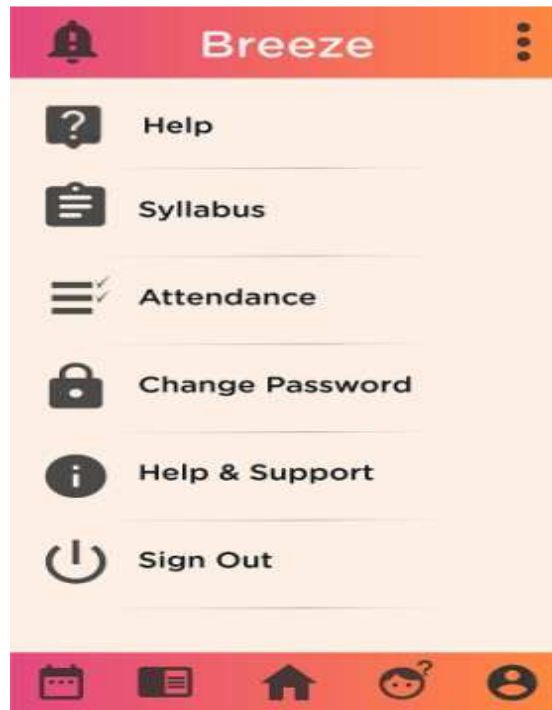 Breeze
Help
Syllabus
Attendance
Change Password
Help & Support
Sign Out